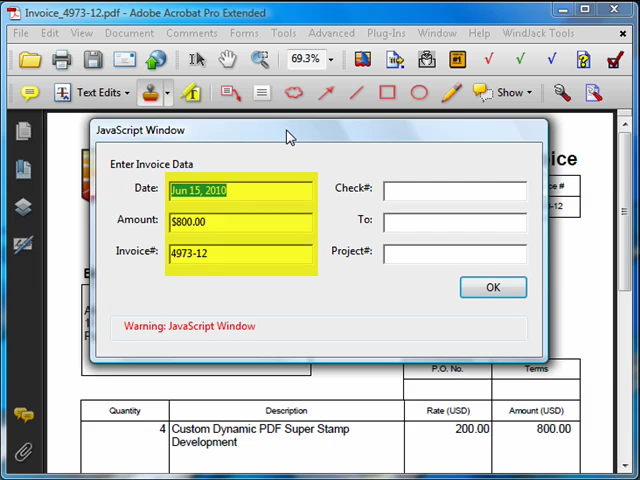 Invoice_4973-12.pdf - Adobe Acrobat Pro Extended
File Edit View Document Comments Forms Tools Advanced Plug-Ins Window Help WindJack Tools
69.3%
Text Edits
Show
JavaScript Window
Enter Invoice Data
Date: Jun 15, 2010 Check#:
Amount: $800.00 To:
Invoice#: 4973-12 Project#:
OK
Warning: JavaScript Window
P.O. No. Terms
Quantity Description Rate (USD) Amount (USD)
4 Custom Dynamic PDF Super Stamp 200.00 800.00
Development